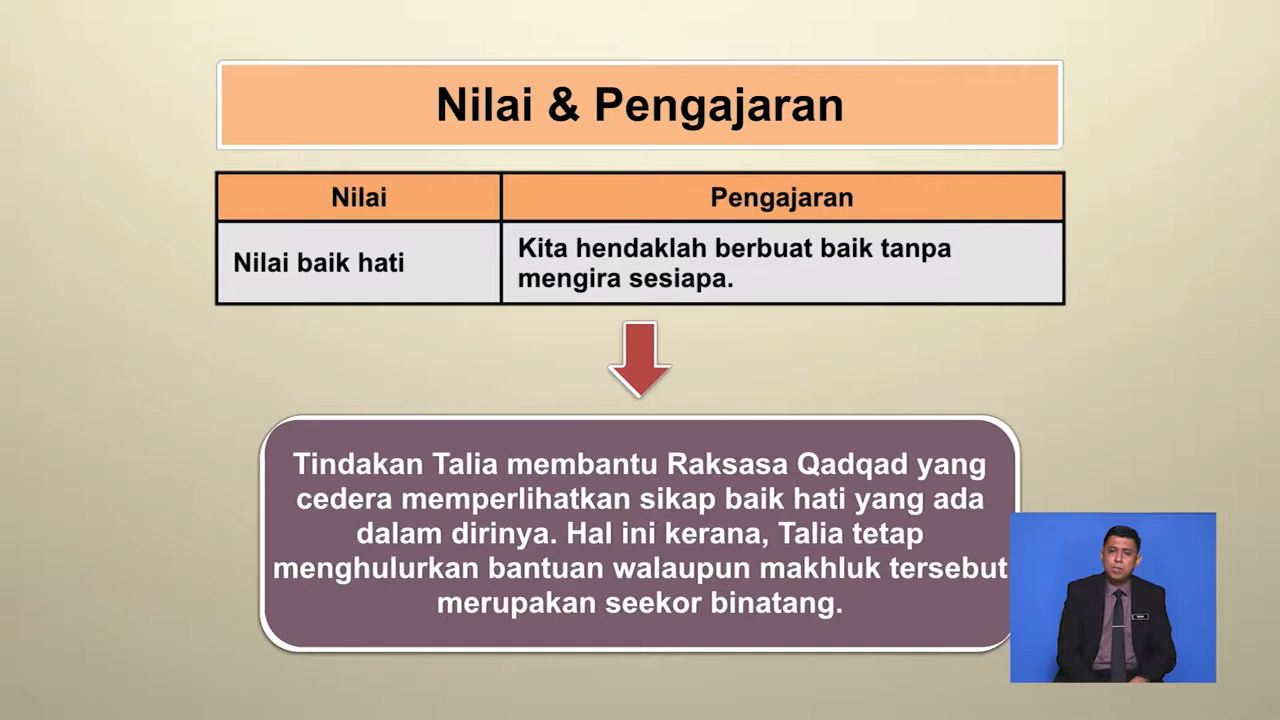 Nilai & Pengajaran
Nilai
Pengajaran
Nilai baik hati
Kita hendaklah berbuat baik tanpa
mengira sesiapa.
Tindakan Talia membantu Raksasa Qadqad yang
cedera memperlihatkan sikap baik hati yang ada
dalam dirinya. Hal ini kerana, Talia tetap
menghulurkan bantuan walaupun makhluk tersebut
merupakan seekor binatang.